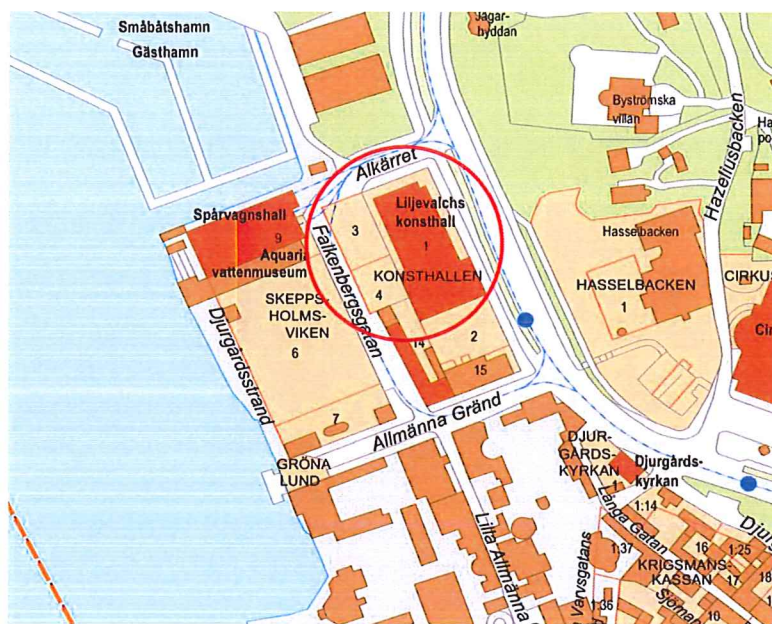 Småbåtshamn
Gästhamn
Jägar-
hyddan
Byströmska
villan
Hazeliusbacken
Alkärret
Liljevalchs
konsthall
1
KONSTHALLEN
Spårvagnshall
9
Aquaria
vattenmuseum
3
4
Falkenbergsgatan
SKEPPS-
HOLMS-
VIKEN
6
Djurgårdsstrand
7
2
14
15
Hasselbacken
HASSELBACKEN
1
CIRKUS
Allmänna Gränd
GRÖNA
LUND
DJUR-
GÅRDS-
KYRKAN
1
Djurgårds-
kyrkan
1:14
Långa Gatan
16
1:25
1:37
KRIGSMANS-
KASSAN
17
18
1:36
10
Lilla Allmänna